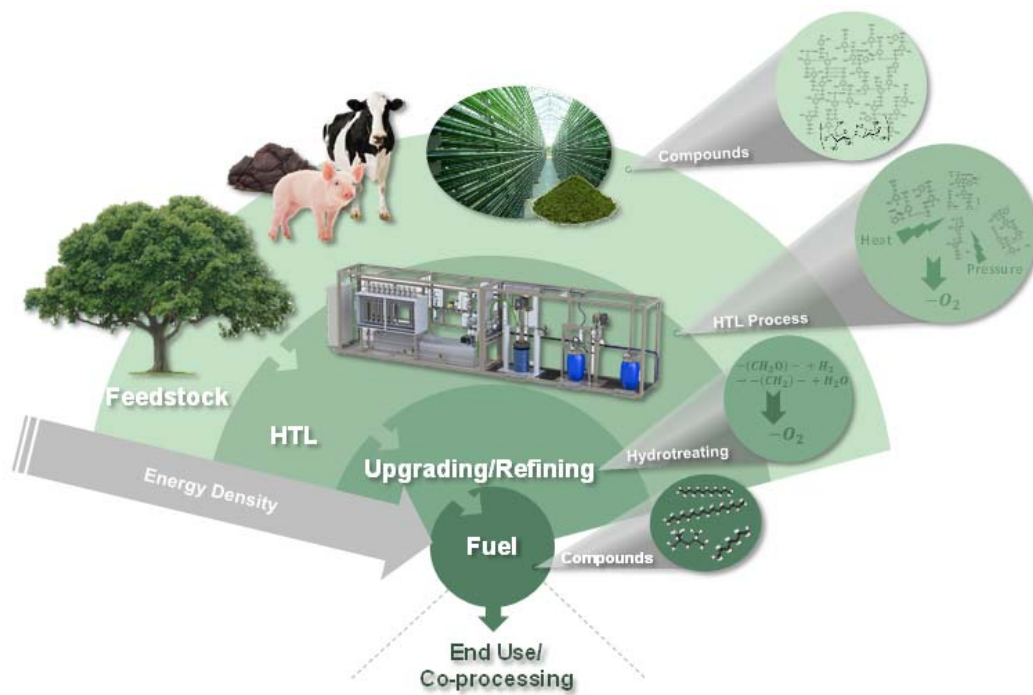 Compounds
Heat
Pressure
−O₂
HTL Process
−(CH₂O) − + H₂
→ −(CH₂) − + H₂O
−O₂
Feedstock
HTL
Upgrading/Refining
Hydrotreating
Energy Density
Fuel
Compounds
End Use/
Co-processing